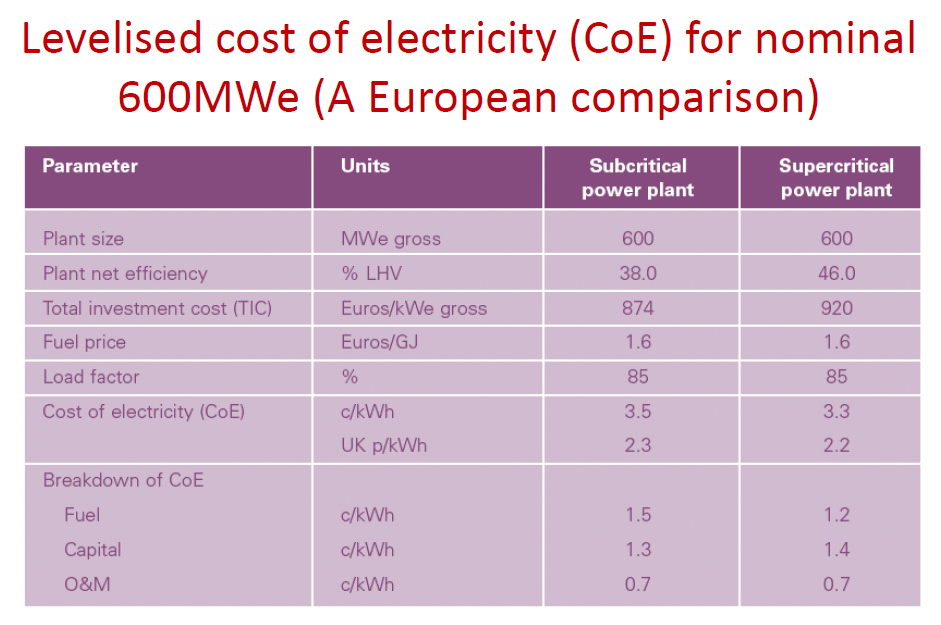 Levelised cost of electricity (CoE) for nominal
600MWe (A European comparison)
Parameter Units Subcritical power plant Supercritical power plant
Plant size MWe gross 600 600
Plant net efficiency % LHV 38.0 46.0
Total investment cost (TIC) Euros/kWe gross 874 920
Fuel price Euros/GJ 1.6 1.6
Load factor % 85 85
Cost of electricity (CoE) c/kWh 3.5 3.3
UK p/kWh 2.3 2.2
Breakdown of CoE
Fuel c/kWh 1.5 1.2
Capital c/kWh 1.3 1.4
O&M c/kWh 0.7 0.7